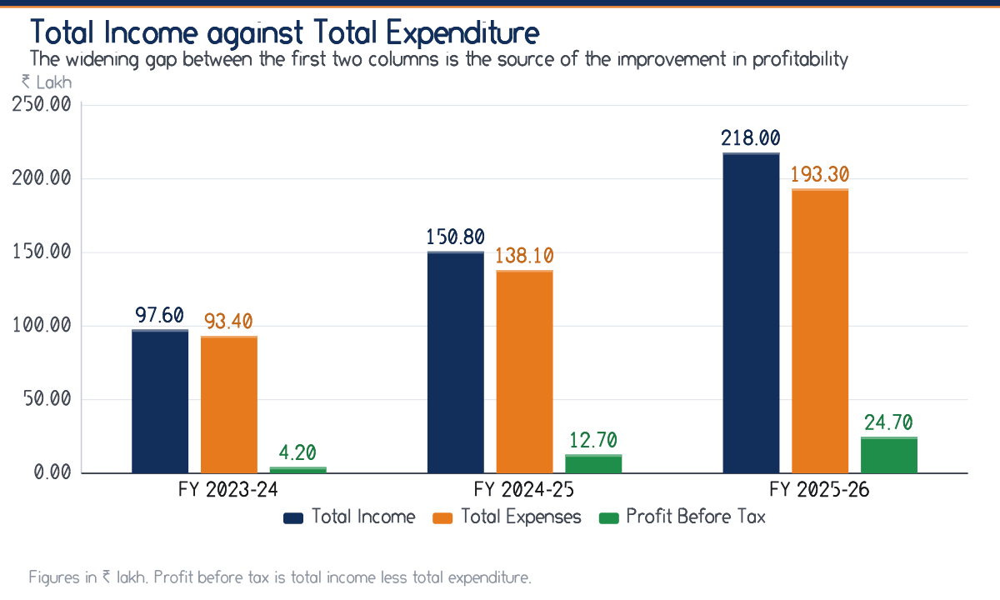 Total Income against Total Expenditure
The widening gap between the first two columns is the source of the improvement in profitability
₹ Lakh
250.00
200.00
150.00
100.00
50.00
0.00
97.60
93.40
4.20
150.80
138.10
12.70
218.00
193.30
24.70
FY 2023-24
FY 2024-25
FY 2025-26
Total Income
Total Expenses
Profit Before Tax
Figures in ₹ lakh. Profit before tax is total income less total expenditure.